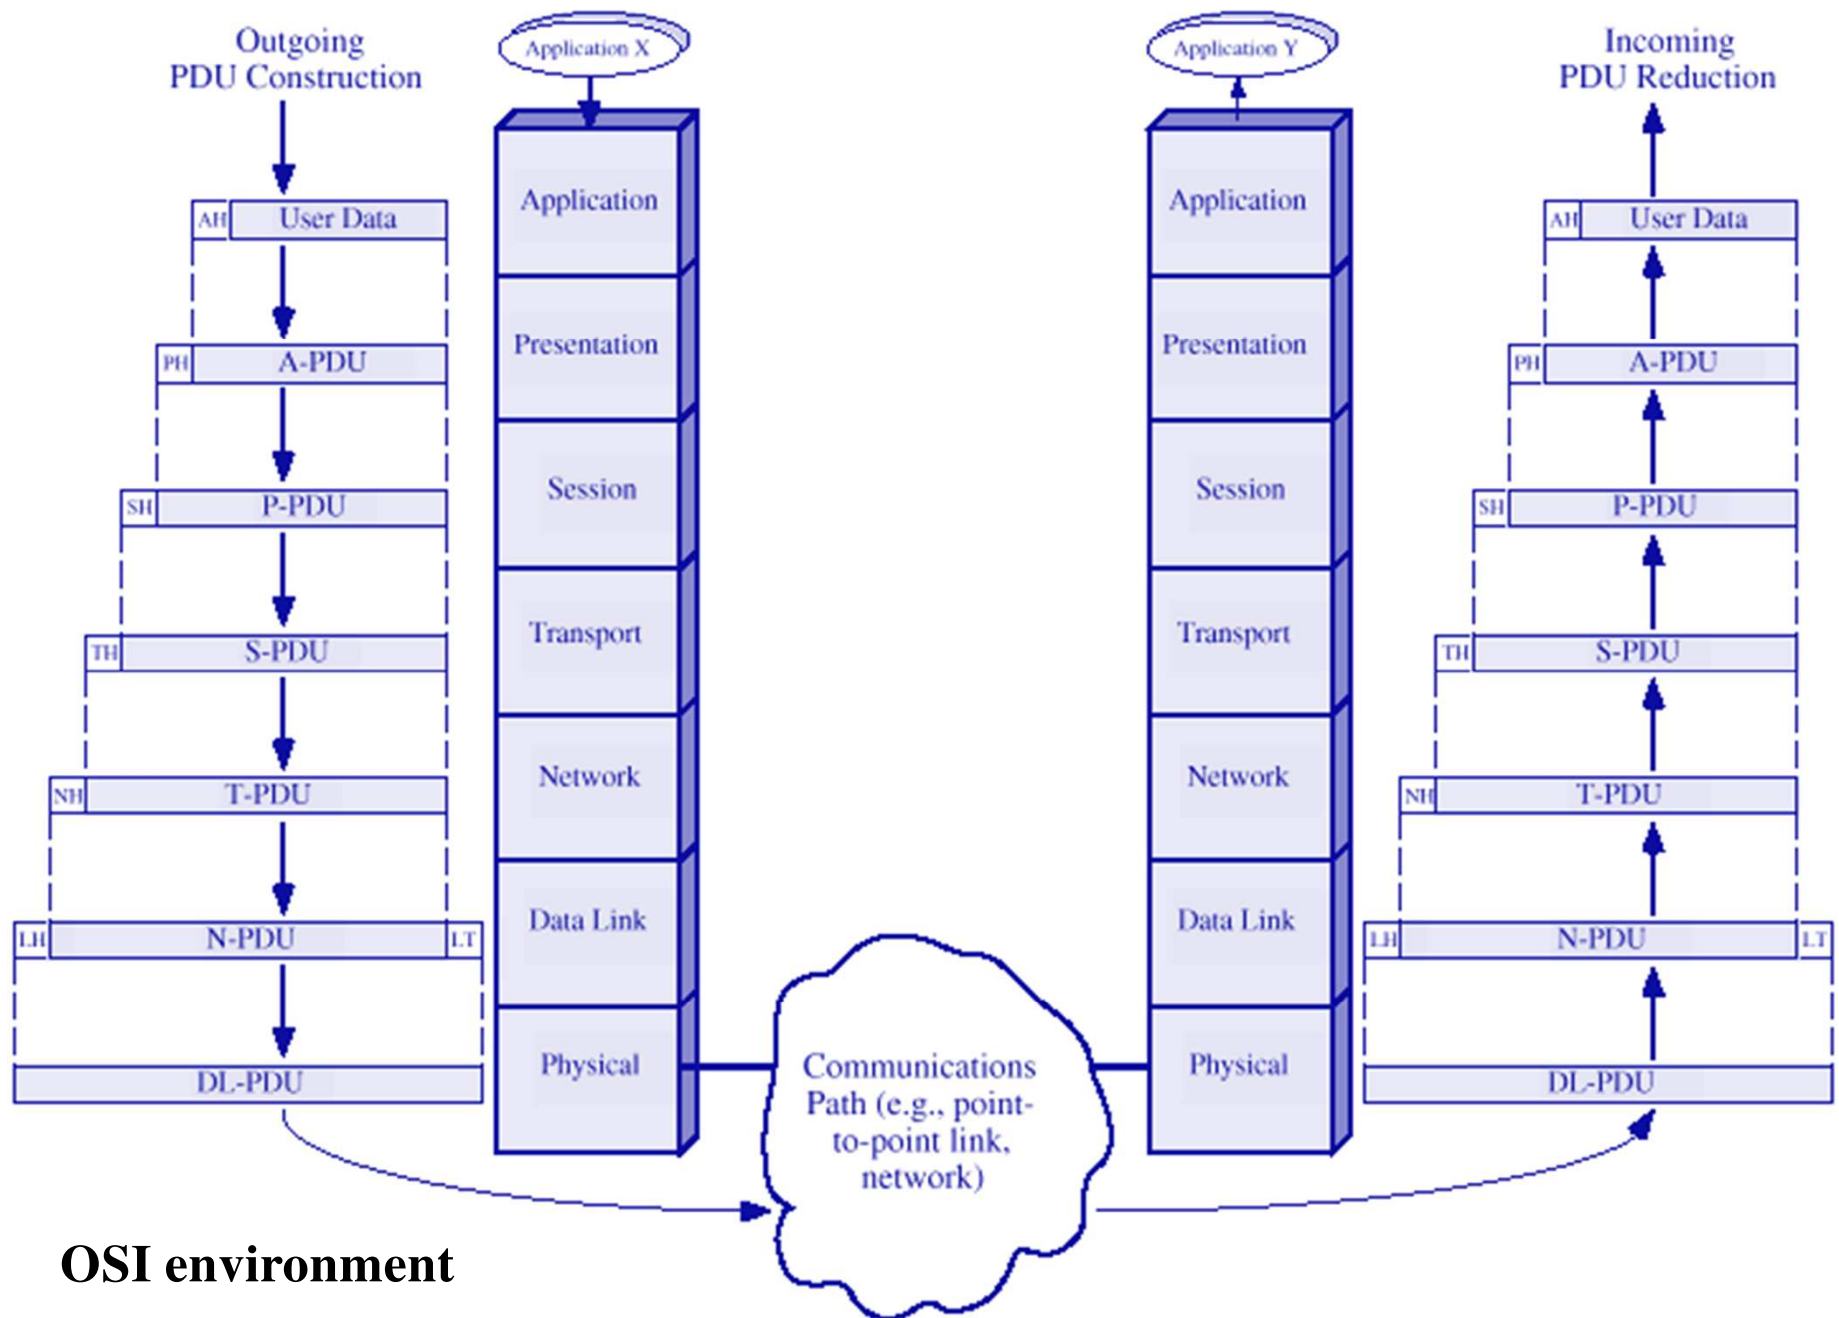 Outgoing
PDU Construction
Application X
Application Y
Incoming
PDU Reduction
AH User Data
Application
Application
AH User Data
PH A-PDU
Presentation
Presentation
PH A-PDU
SH P-PDU
Session
Session
SH P-PDU
TH S-PDU
Transport
Transport
TH S-PDU
NH T-PDU
Network
Network
NH T-PDU
LH N-PDU LT
Data Link
Data Link
LH N-PDU LT
DL-PDU
Physical
Communications
Path (e.g., point-
to-point link,
network)
Physical
DL-PDU
OSI environment